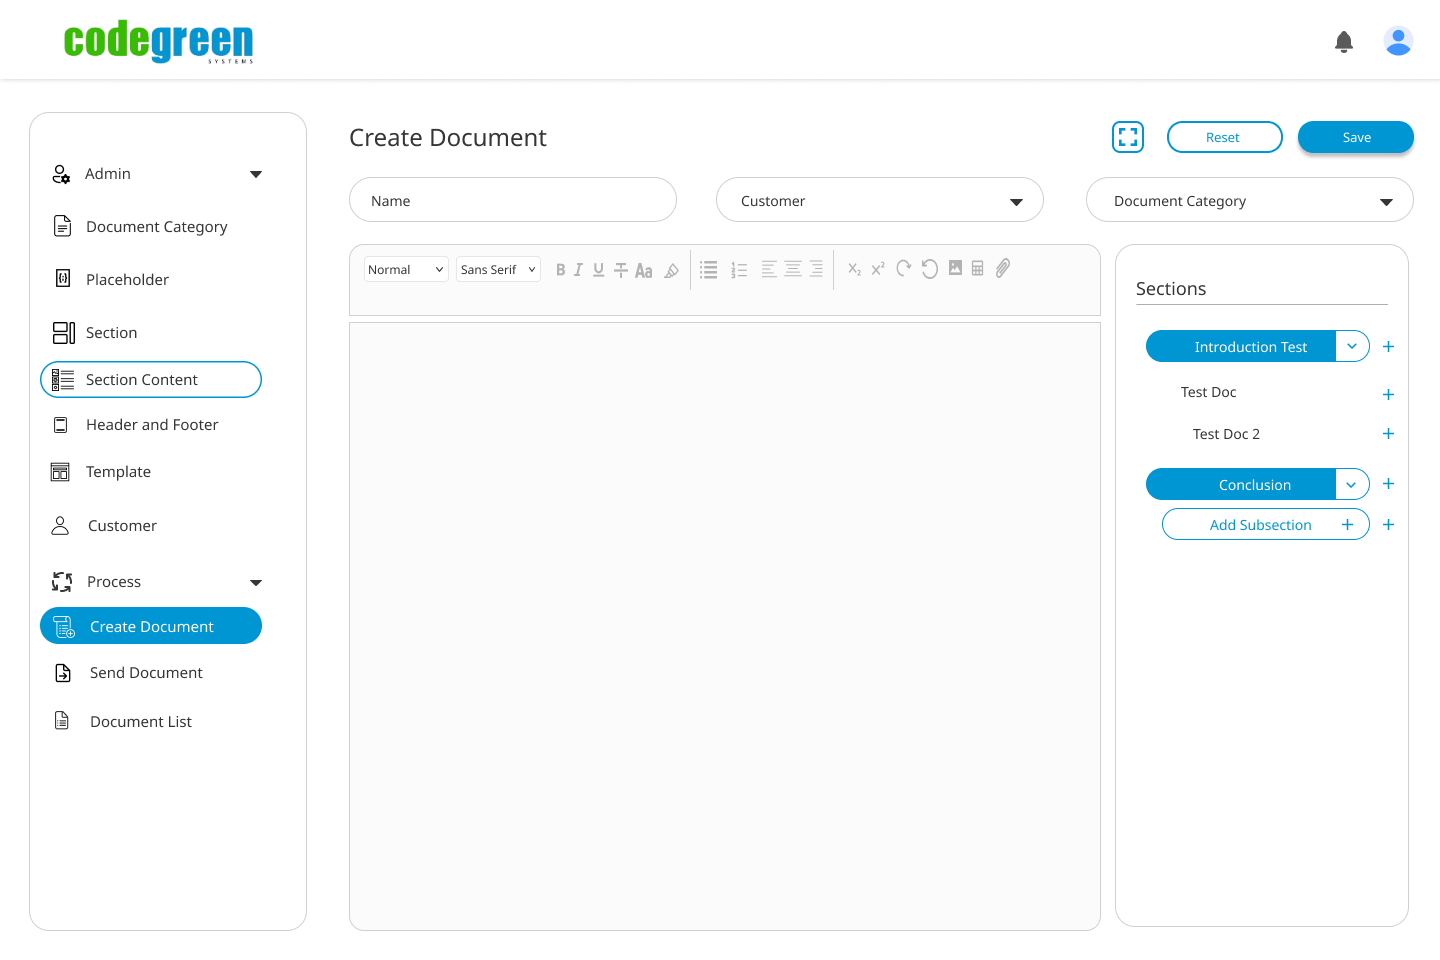 codegreen
SYSTEMS
Admin
Document Category
Placeholder
Section
Section Content
Header and Footer
Template
Customer
Process
Create Document
Send Document
Document List
Create Document
Reset
Save
Name
Customer
Document Category
Normal
Sans Serif
B I U T Aa
X₂ X²
Sections
Introduction Test
Test Doc
Test Doc 2
Conclusion
Add Subsection